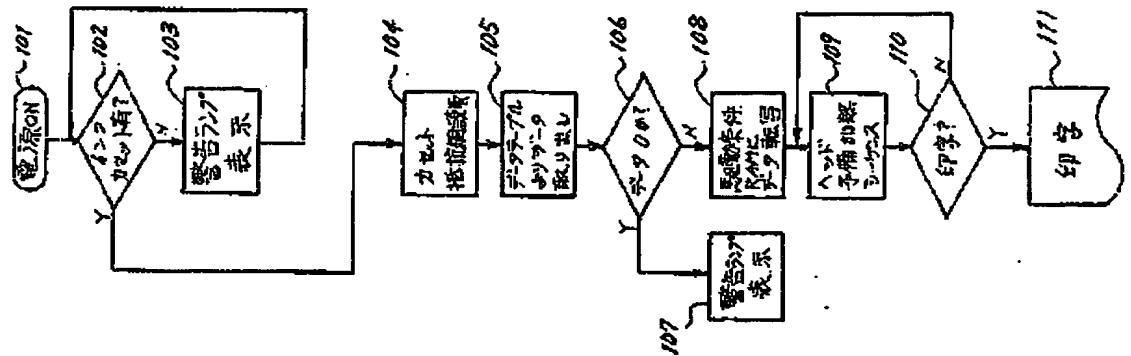 電源ON
101
インク
カセット有?
102
Y
N
警告ランプ
表示
103
カセット
抵抗値読取
104
データテーブル
よりデータ
取り出し
105
データ0か?
106
Y
N
警告ランプ
表示
107
駆動条件
RAMに
データ転写
108
ヘッド
予備加熱
シーケンス
109
印字?
110
N
Y
印字
111